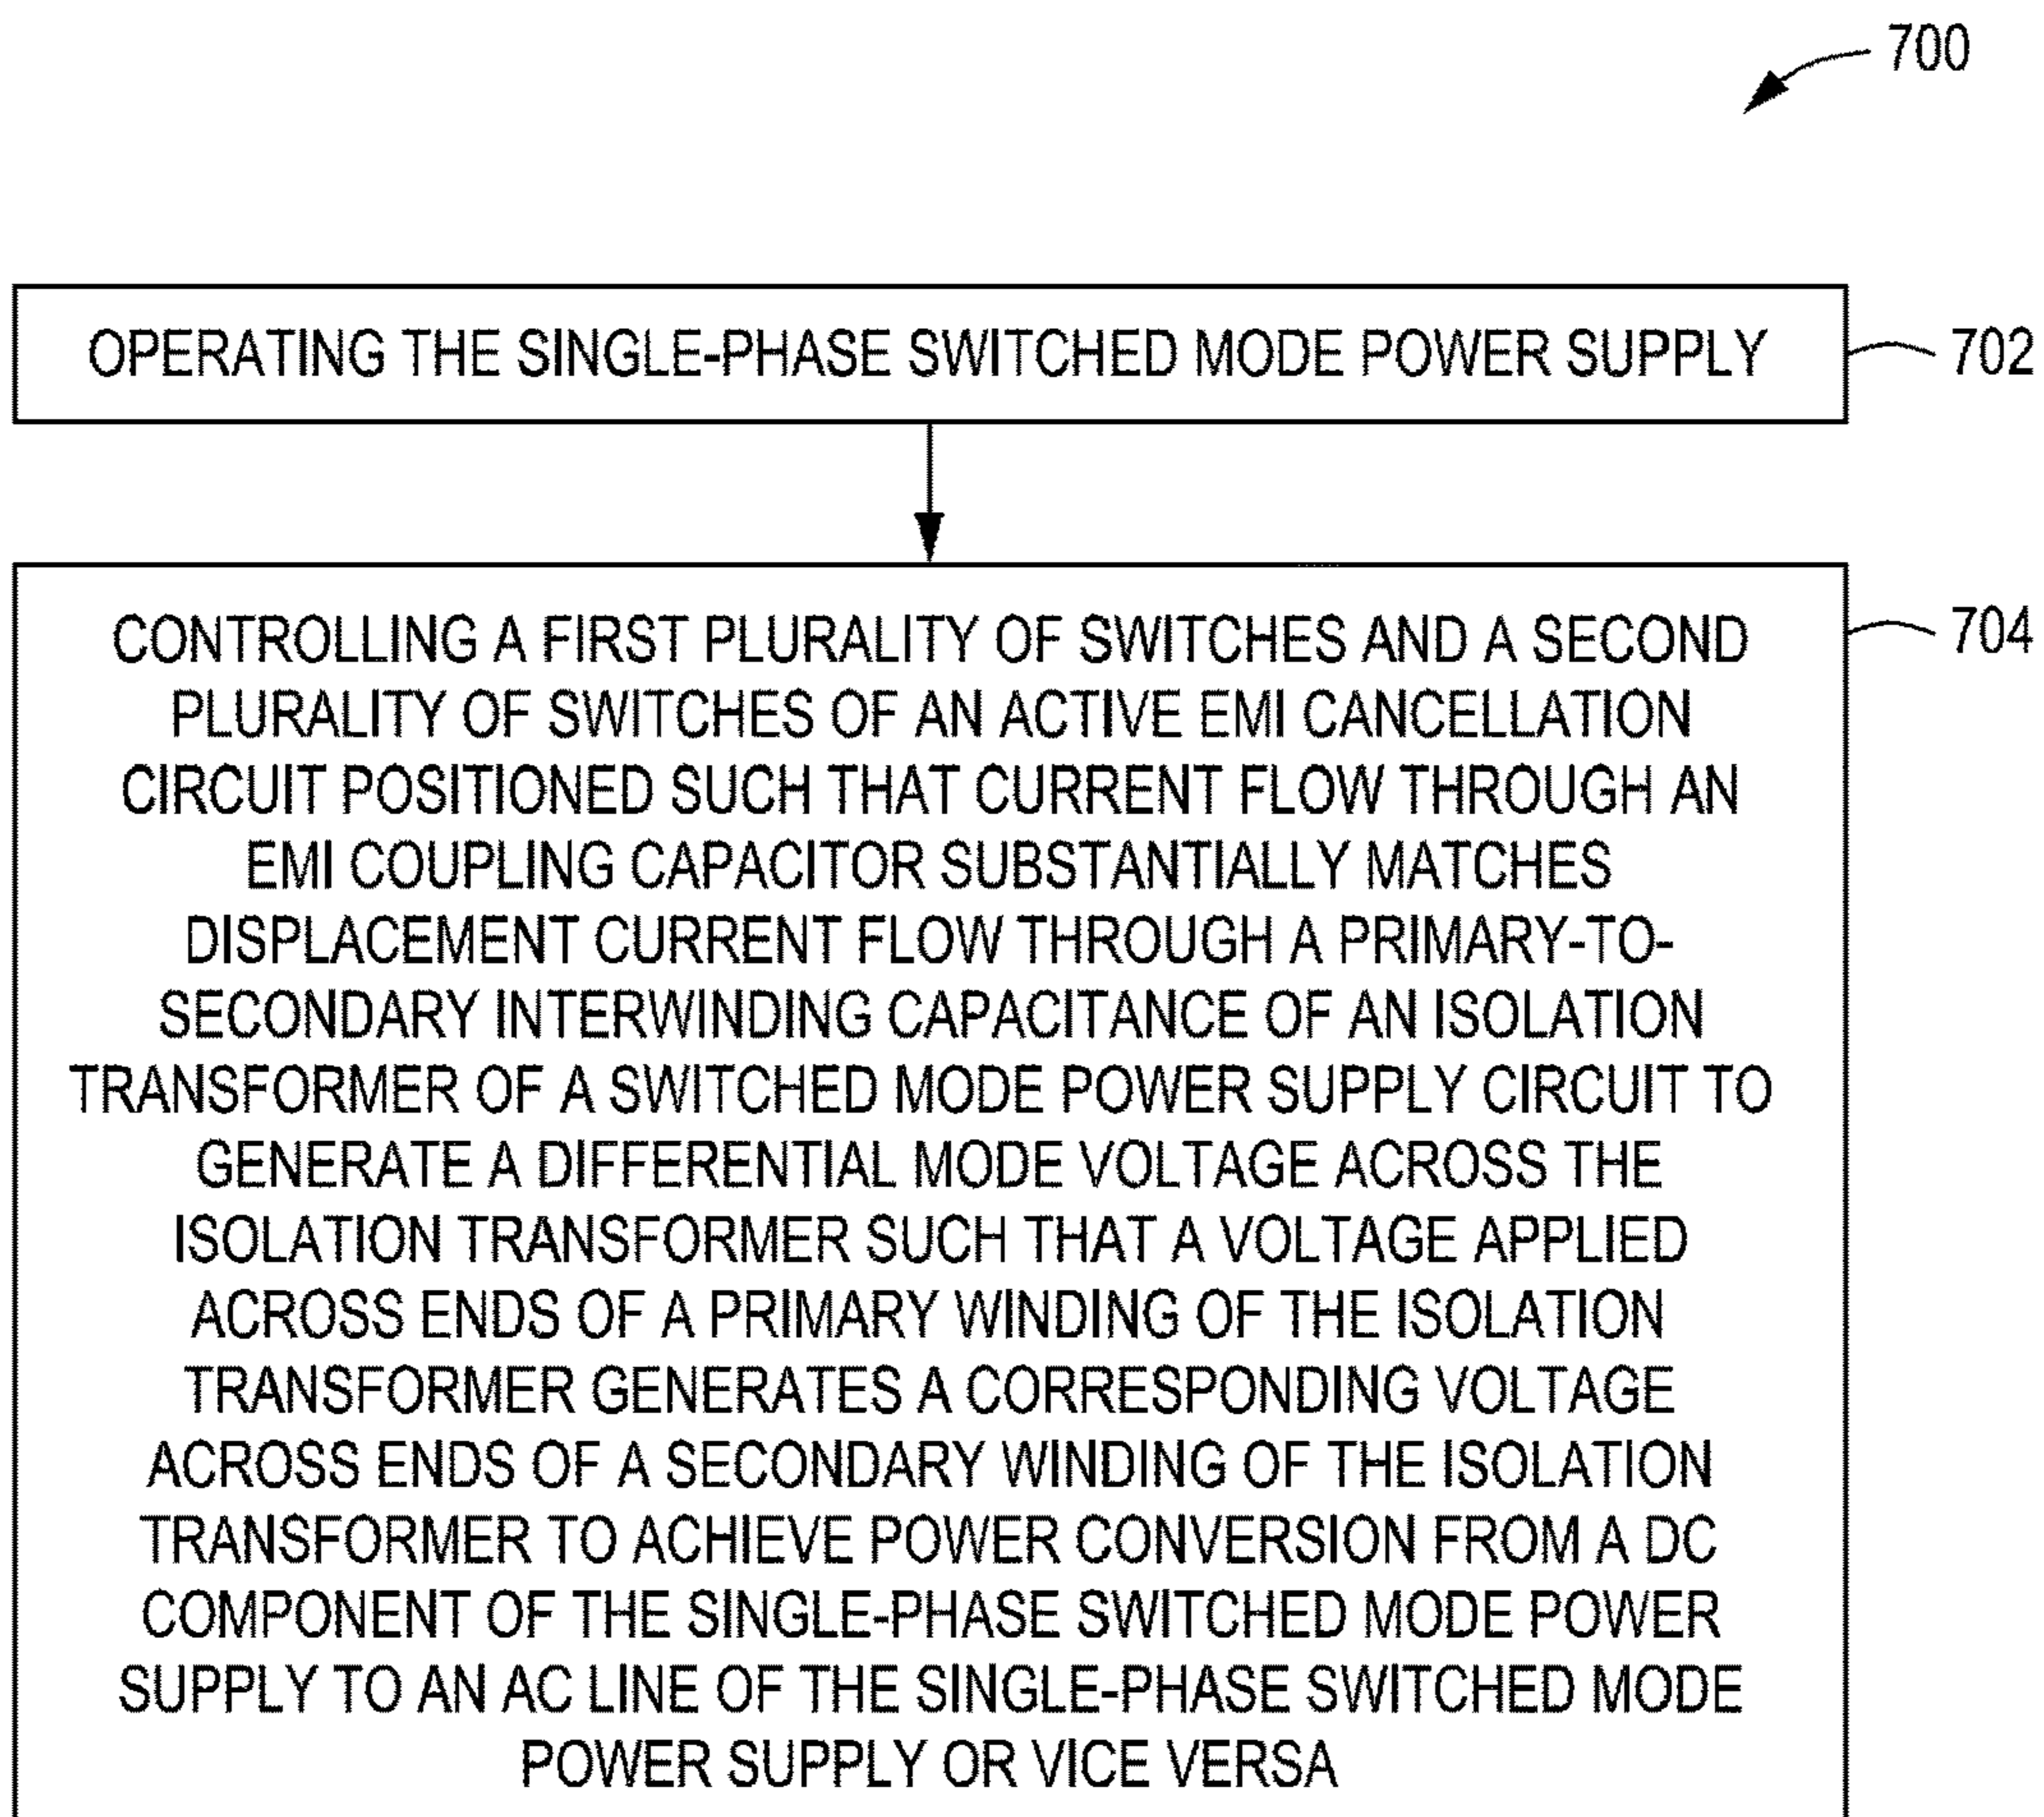 700
OPERATING THE SINGLE-PHASE SWITCHED MODE POWER SUPPLY
702
CONTROLLING A FIRST PLURALITY OF SWITCHES AND A SECOND
704
PLURALITY OF SWITCHES OF AN ACTIVE EMI CANCELLATION
CIRCUIT POSITIONED SUCH THAT CURRENT FLOW THROUGH AN
EMI COUPLING CAPACITOR SUBSTANTIALLY MATCHES
DISPLACEMENT CURRENT FLOW THROUGH A PRIMARY-TO-
SECONDARY INTERWINDING CAPACITANCE OF AN ISOLATION
TRANSFORMER OF A SWITCHED MODE POWER SUPPLY CIRCUIT TO
GENERATE A DIFFERENTIAL MODE VOLTAGE ACROSS THE
ISOLATION TRANSFORMER SUCH THAT A VOLTAGE APPLIED
ACROSS ENDS OF A PRIMARY WINDING OF THE ISOLATION
TRANSFORMER GENERATES A CORRESPONDING VOLTAGE
ACROSS ENDS OF A SECONDARY WINDING OF THE ISOLATION
TRANSFORMER TO ACHIEVE POWER CONVERSION FROM A DC
COMPONENT OF THE SINGLE-PHASE SWITCHED MODE POWER
SUPPLY TO AN AC LINE OF THE SINGLE-PHASE SWITCHED MODE
POWER SUPPLY OR VICE VERSA